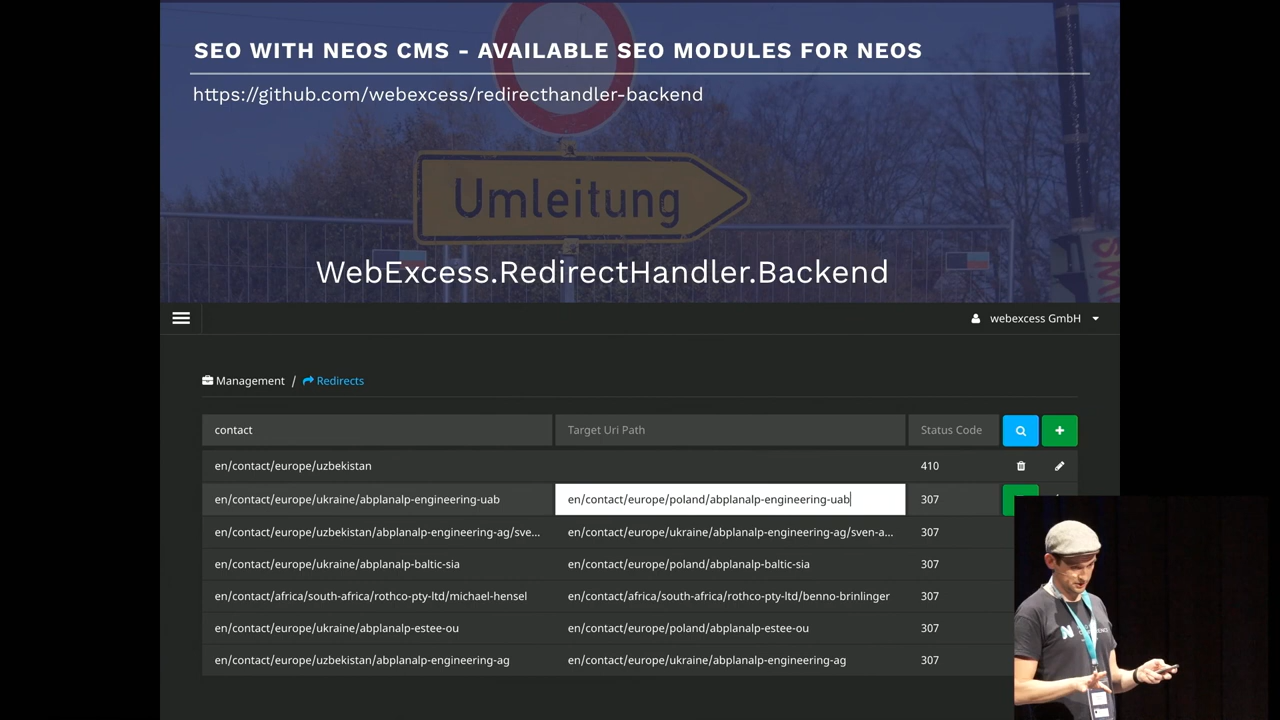 SEO WITH NEOS CMS - AVAILABLE SEO MODULES FOR NEOS
https://github.com/webexcess/redirecthandler-backend
Umleitung
WebExcess.RedirectHandler.Backend
webexcess GmbH
Management / Redirects
contact Target Uri Path Status Code
en/contact/europe/uzbekistan 410
en/contact/europe/ukraine/abplanalp-engineering-uab en/contact/europe/poland/abplanalp-engineering-uab 307
en/contact/europe/uzbekistan/abplanalp-engineering-ag/sve... en/contact/europe/ukraine/abplanalp-engineering-ag/sven-a... 307
en/contact/europe/ukraine/abplanalp-baltic-sia en/contact/europe/poland/abplanalp-baltic-sia 307
en/contact/africa/south-africa/rothco-pty-ltd/michael-hensel en/contact/africa/south-africa/rothco-pty-ltd/benno-brinlinger 307
en/contact/europe/ukraine/abplanalp-estee-ou en/contact/europe/poland/abplanalp-estee-ou 307
en/contact/europe/uzbekistan/abplanalp-engineering-ag en/contact/europe/ukraine/abplanalp-engineering-ag 307